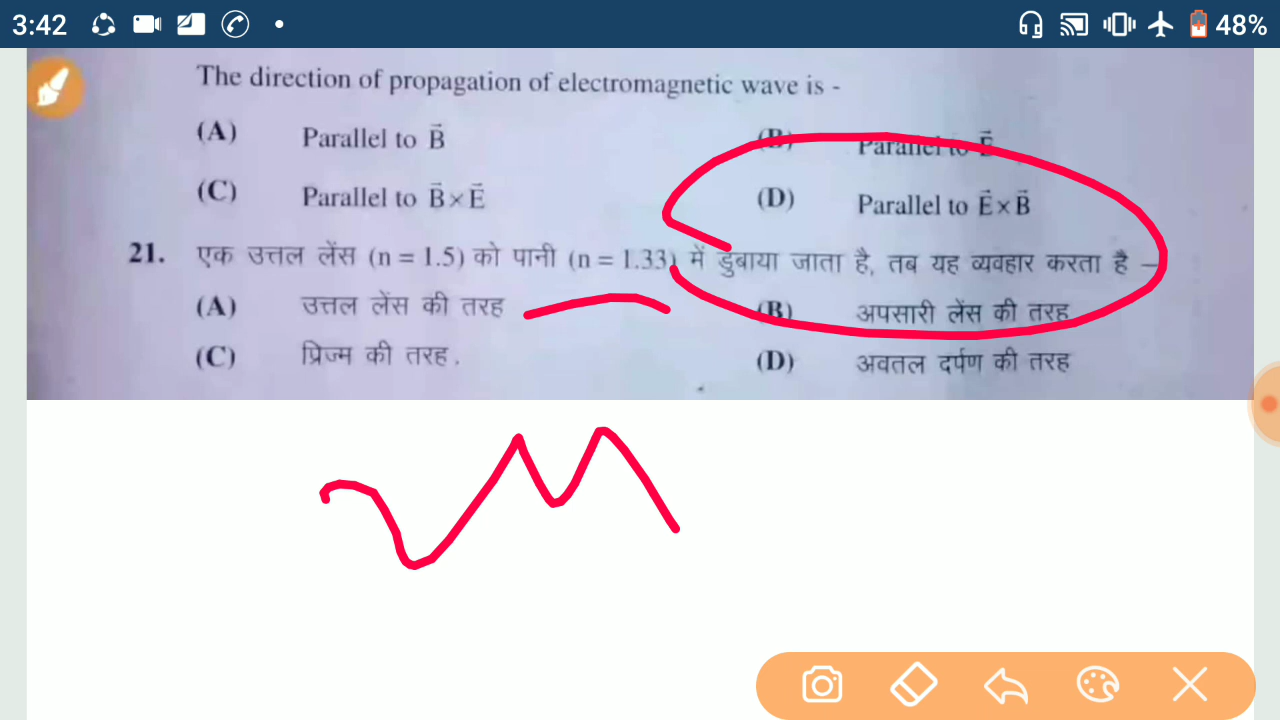 3:42 48%
The direction of propagation of electromagnetic wave is -
(A) Parallel to B⃗ (B) Parallel to E⃗
(C) Parallel to B⃗×E⃗ (D) Parallel to E⃗×B⃗
21. एक उत्तल लेंस (n = 1.5) को पानी (n = 1.33) में डुबाया जाता है, तब यह व्यवहार करता है –
(A) उत्तल लेंस की तरह (B) अपसारी लेंस की तरह
(C) प्रिज्म की तरह . (D) अवतल दर्पण की तरह